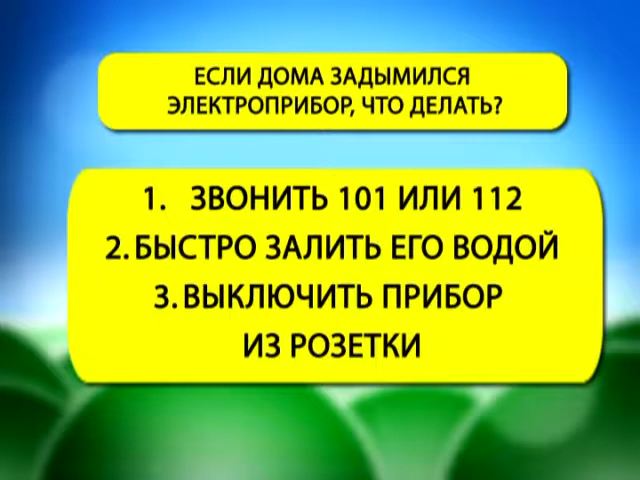 ЕСЛИ ДОМА ЗАДЫМИЛСЯ
ЭЛЕКТРОПРИБОР, ЧТО ДЕЛАТЬ?
1. ЗВОНИТЬ 101 ИЛИ 112
2. БЫСТРО ЗАЛИТЬ ЕГО ВОДОЙ
3. ВЫКЛЮЧИТЬ ПРИБОР
ИЗ РОЗЕТКИ